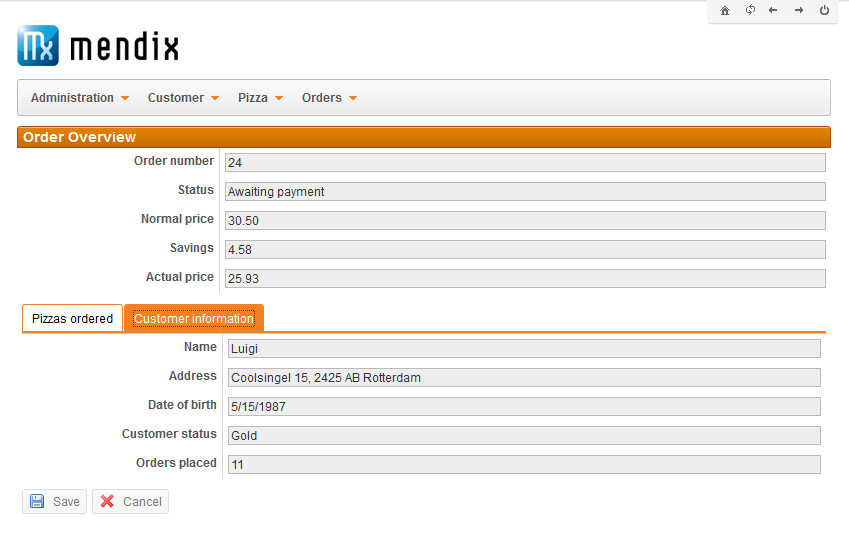 Mx mendix
Administration Customer Pizza Orders
Order Overview
Order number 24
Status Awaiting payment
Normal price 30.50
Savings 4.58
Actual price 25.93
Pizzas ordered Customer information
Name Luigi
Address Coolsingel 15, 2425 AB Rotterdam
Date of birth 5/15/1987
Customer status Gold
Orders placed 11
Save Cancel